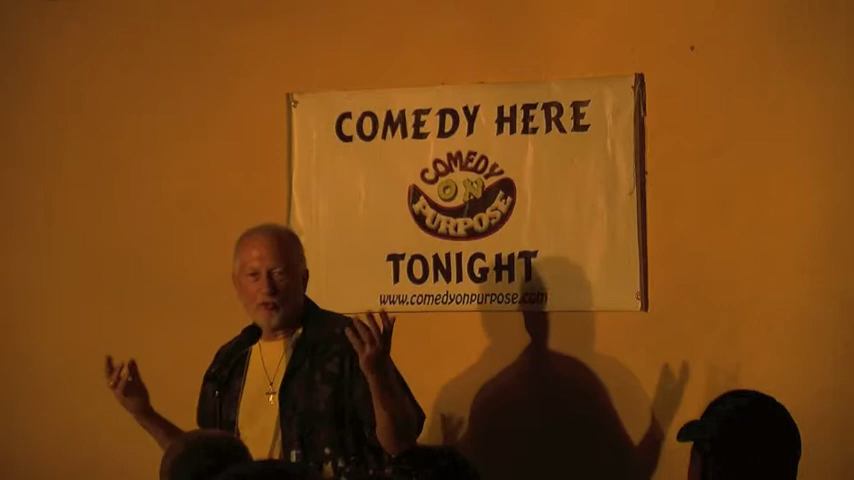 COMEDY HERE
COMEDY
ON
PURPOSE
TONIGHT
www.comedyonpurpose.com